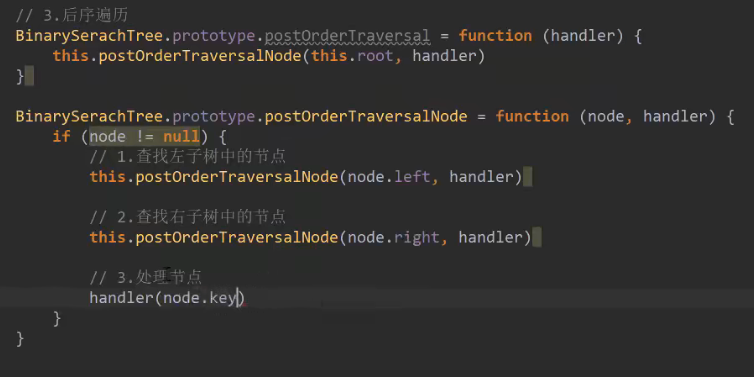 // 3.后序遍历
BinarySerachTree.prototype.postOrderTraversal = function (handler) {
this.postOrderTraversalNode(this.root, handler)
}
BinarySerachTree.prototype.postOrderTraversalNode = function (node, handler) {
if (node != null) {
// 1.查找左子树中的节点
this.postOrderTraversalNode(node.left, handler)
// 2.查找右子树中的节点
this.postOrderTraversalNode(node.right, handler)
// 3.处理节点
handler(node.key)
}
}